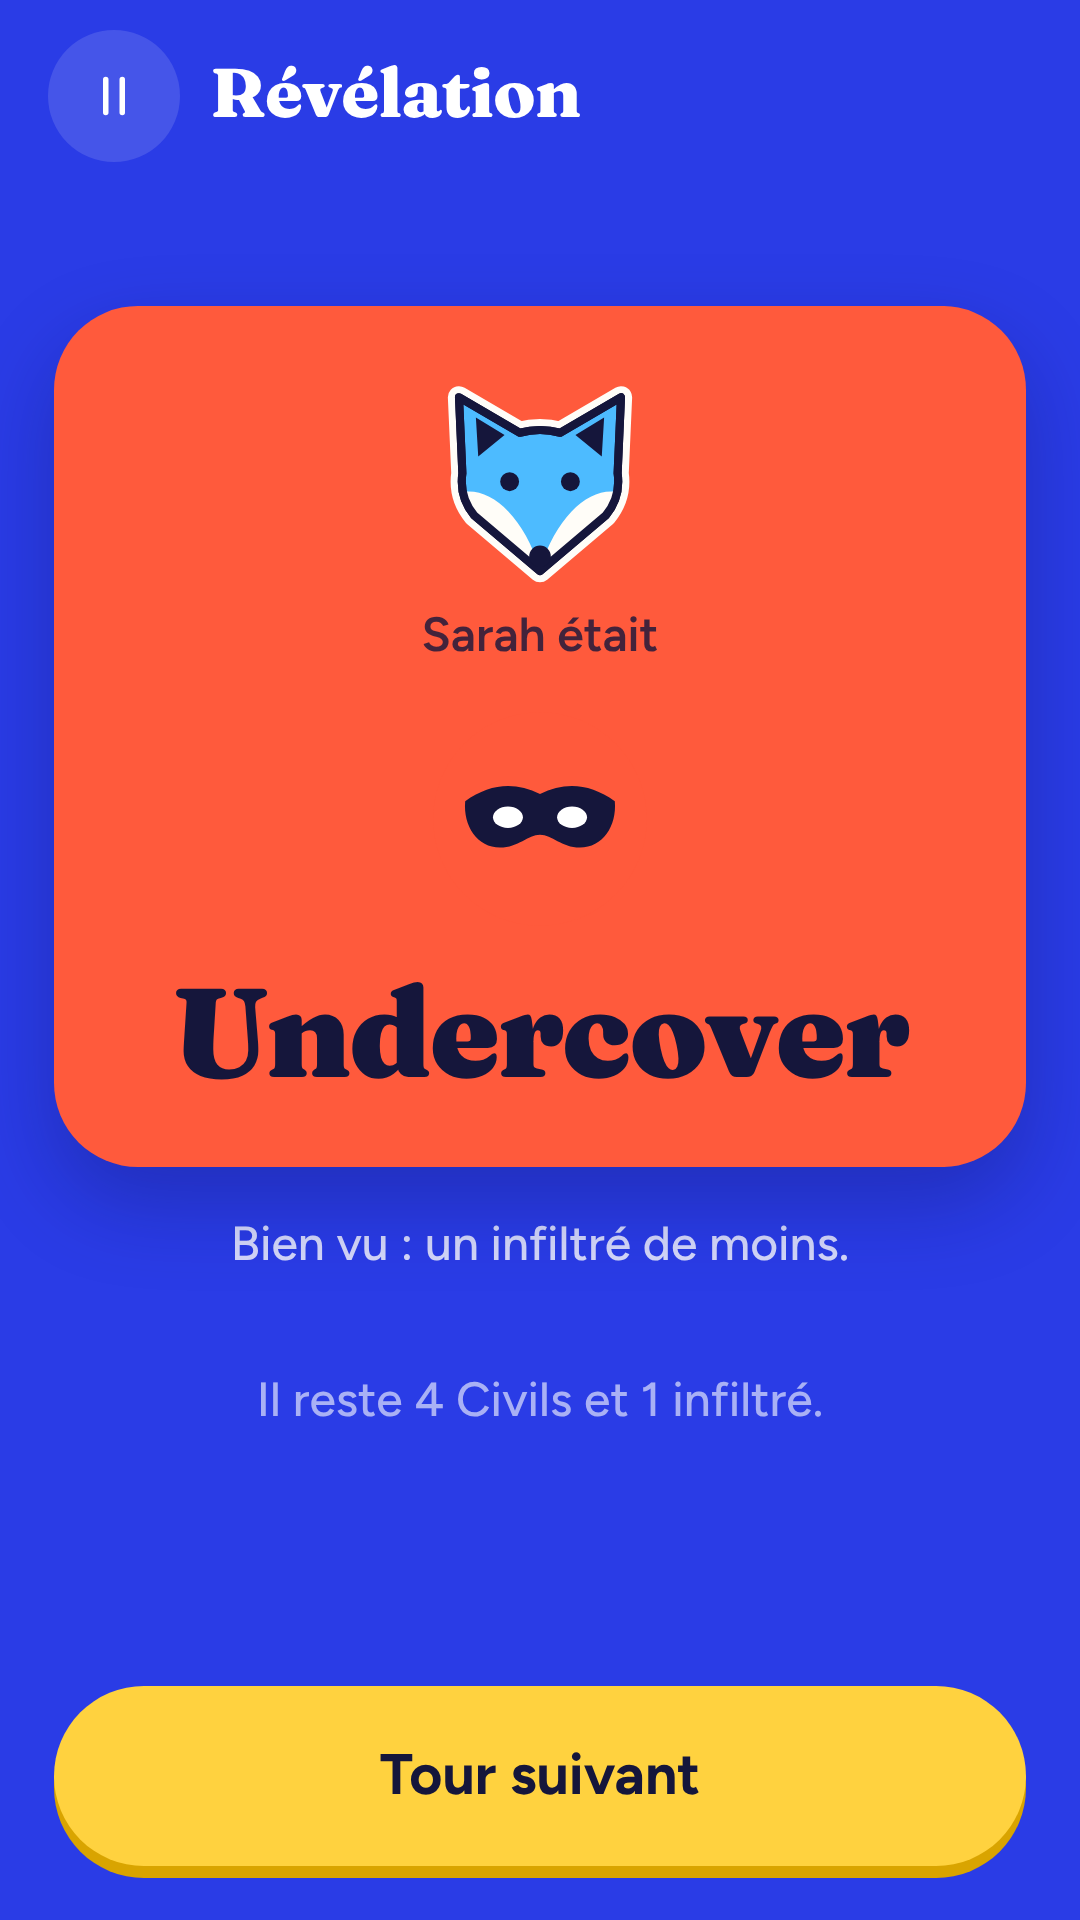 Révélation
Sarah était
Undercover
Bien vu : un infiltré de moins.
Il reste 4 Civils et 1 infiltré.
Tour suivant